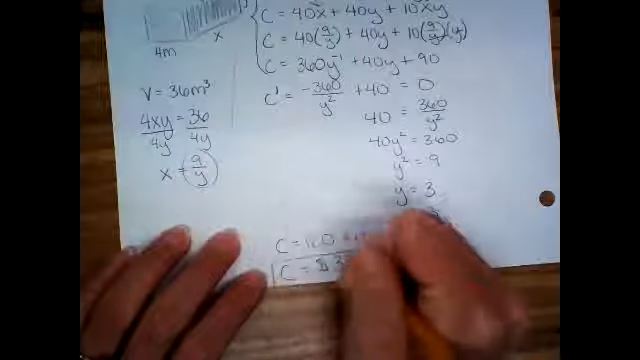 C = 40x + 40y + 10xy
x
4m
C = 40(9/y) + 40y + 10(9/y)(y)
C = 360y⁻¹ + 40y + 90
V = 36m³
C' = -360/y² + 40 = 0
4xy/4y = 36/4y
40 = 360/y²
40y² = 360
x = 9/y
y² = 9
y = 3
C =
C = $